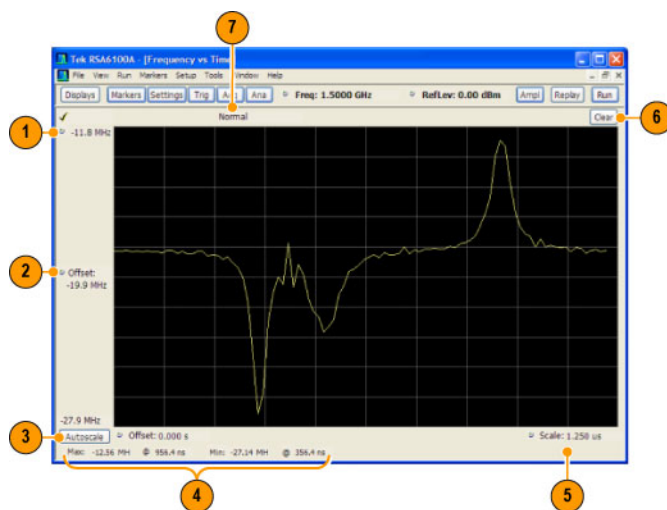 7
Tek RSA6100A - [Frequency vs Time
File View Run Markers Setup Tools Window Help
Displays Markers Settings Trig Ana Freq: 1.5000 GHz RefLev: 0.00 dBm Ampl Replay Run
Normal Clear
1 -11.8 MHz 6
2 Offset:
-19.9 MHz
-27.9 MHz
3 Autoscale Offset: 0.000 s Scale: 1.258 us
Max: -12.56 MH @ 956.4 ns Min: -27.14 MH @ 356.4 ns
4 5